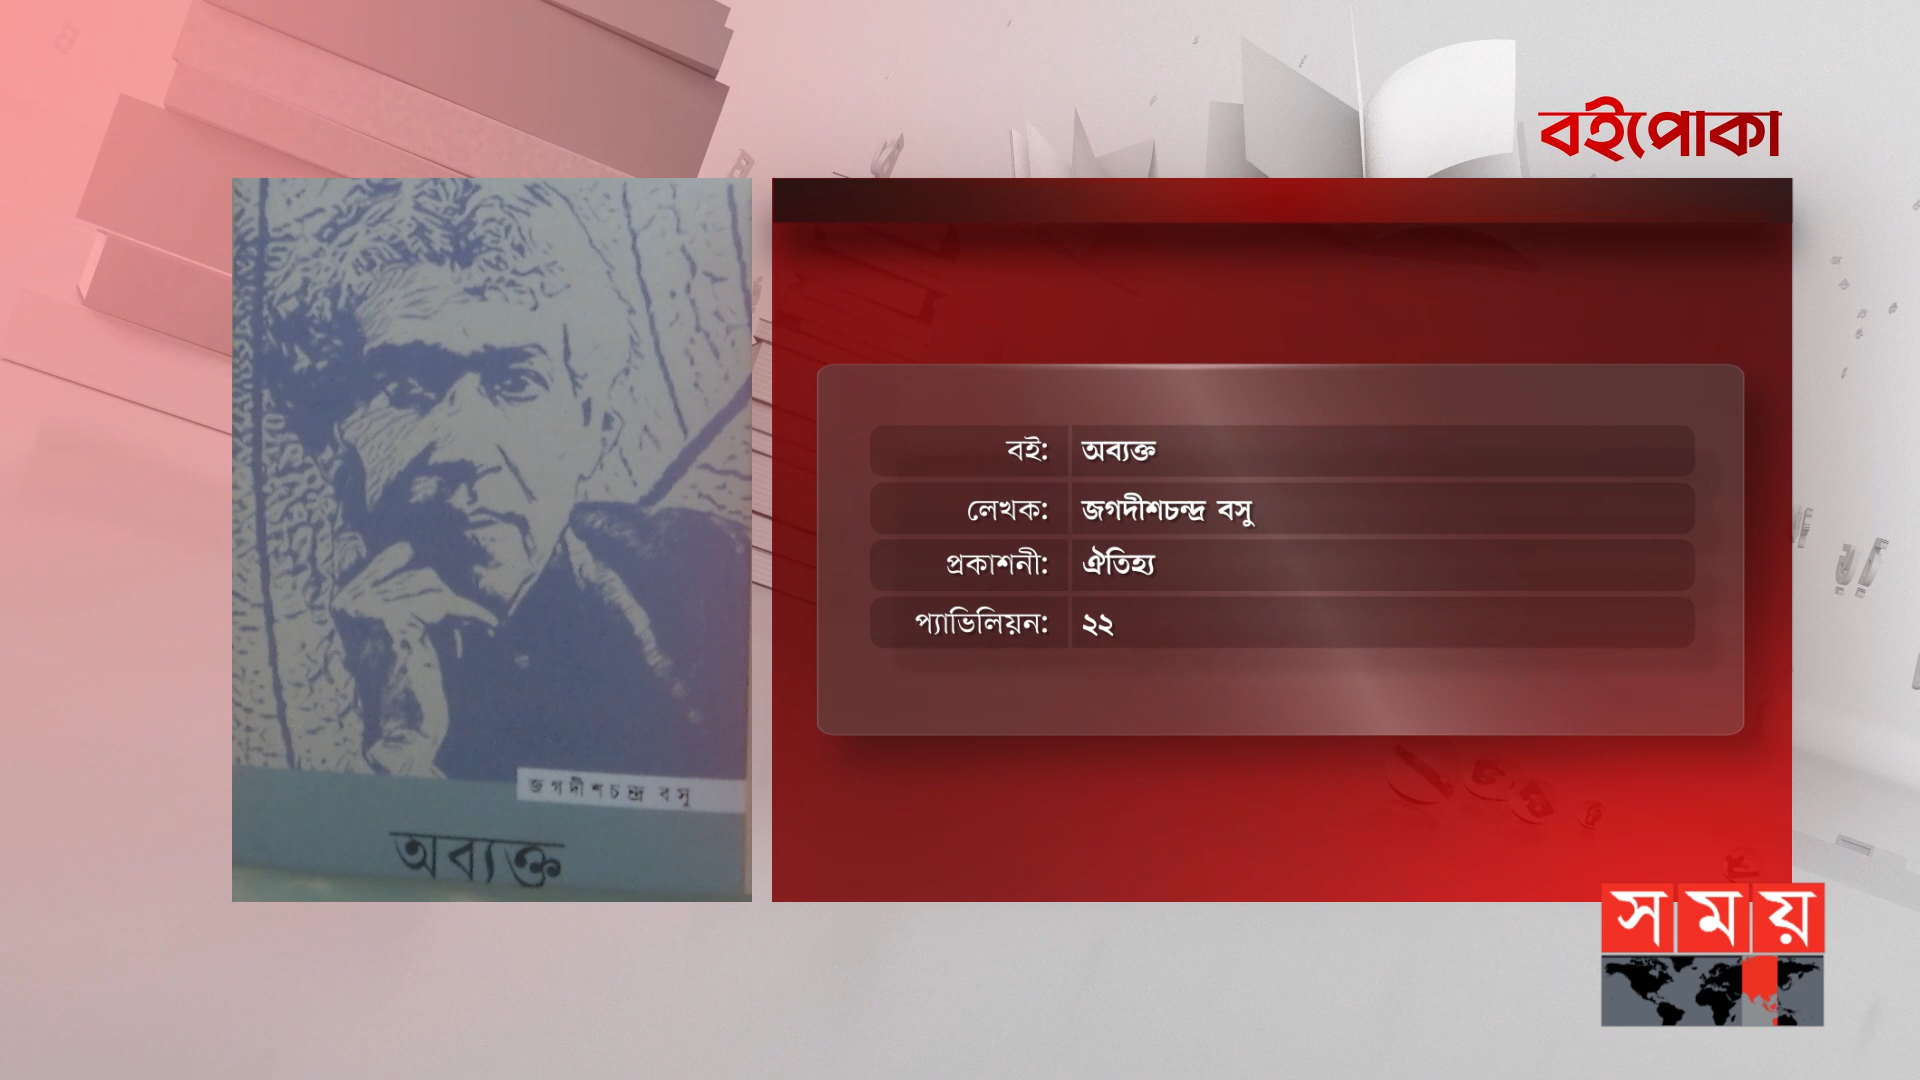 বইপোকা
জগদীশচন্দ্র বসু
অব্যক্ত
বই: অব্যক্ত
লেখক: জগদীশচন্দ্র বসু
প্রকাশনী: ঐতিহ্য
প্যাভিলিয়ন: ২২
সময়